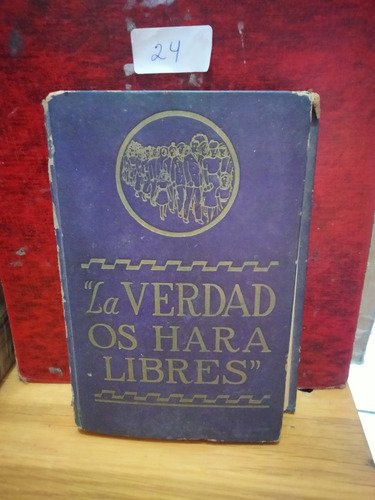 24
"La VERDAD
OS HARA
LIBRES"